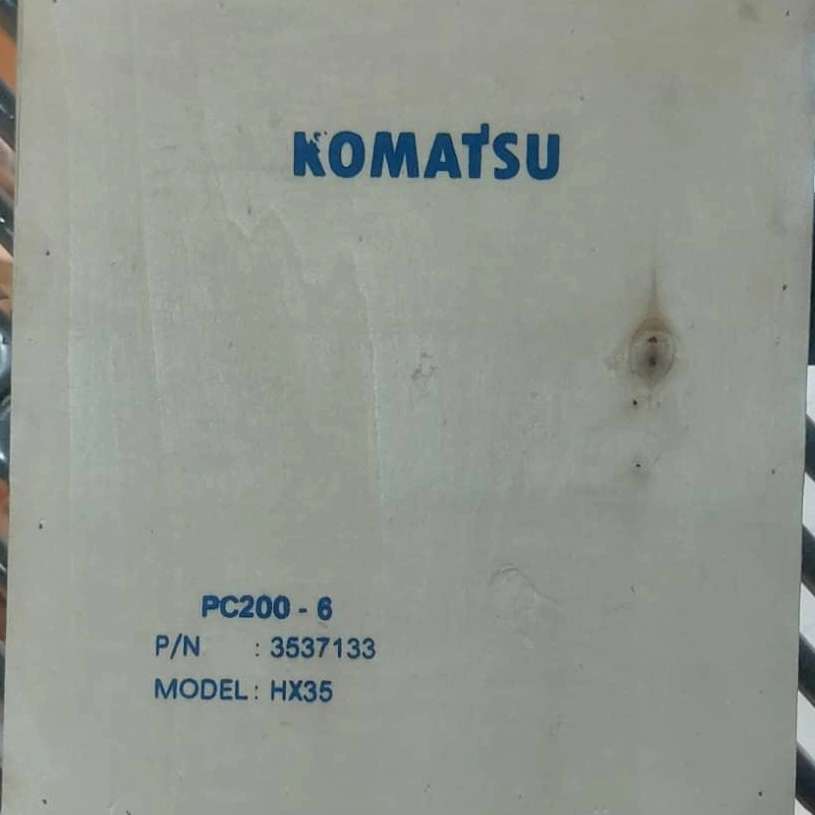 KOMATSU
PC200 - 6
P/N : 3537133
MODEL : HX35